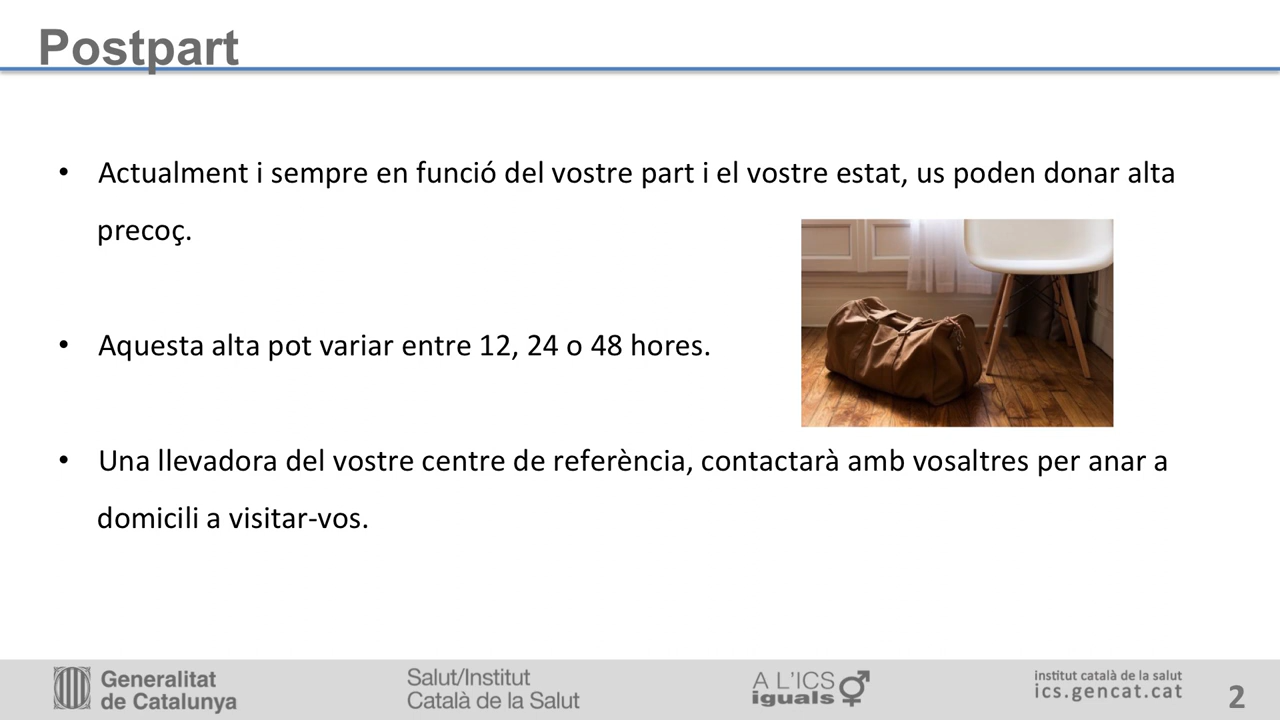 Postpart
• Actualment i sempre en funció del vostre part i el vostre estat, us poden donar alta
precoç.
• Aquesta alta pot variar entre 12, 24 o 48 hores.
• Una llevadora del vostre centre de referència, contactarà amb vosaltres per anar a
domicili a visitar-vos.
Generalitat
de Catalunya
Salut/Institut
Català de la Salut
A L'ICS
iguals
institut català de la salut
ics.gencat.cat
2